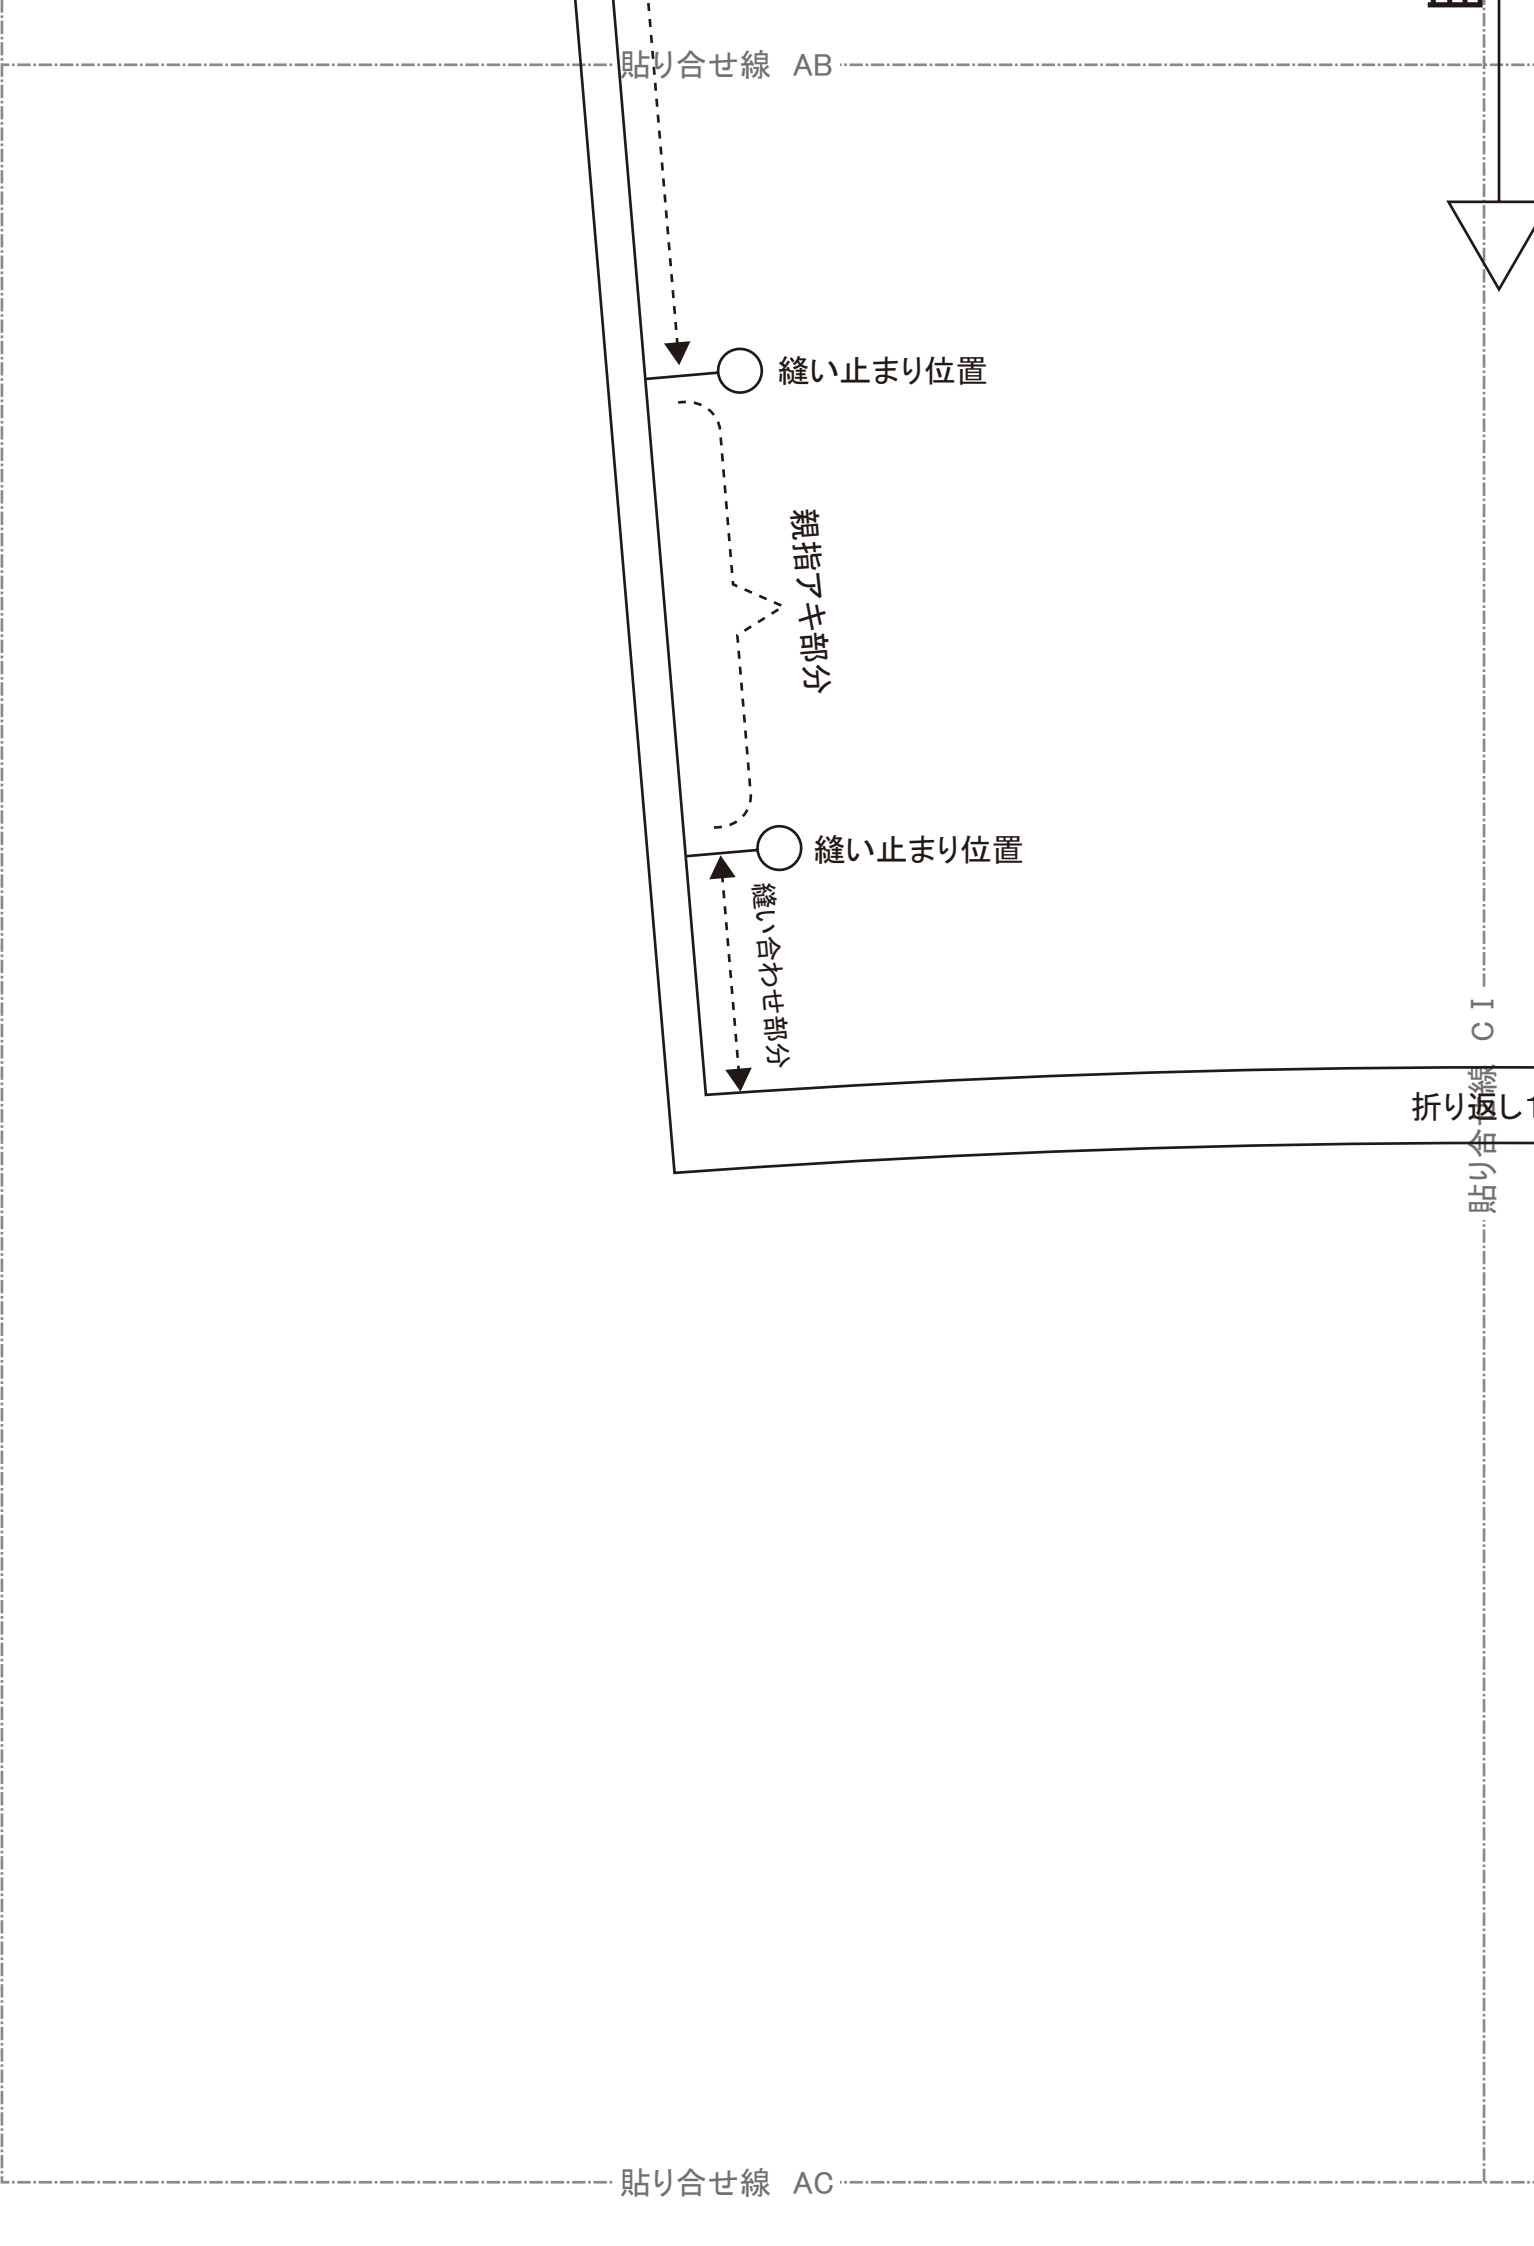 貼り合せ線 AB
縫い止まり位置
親指アキ部分
縫い止まり位置
縫い合わせ部分
貼り合せ線 CI
折り返し
貼り合せ線 AC